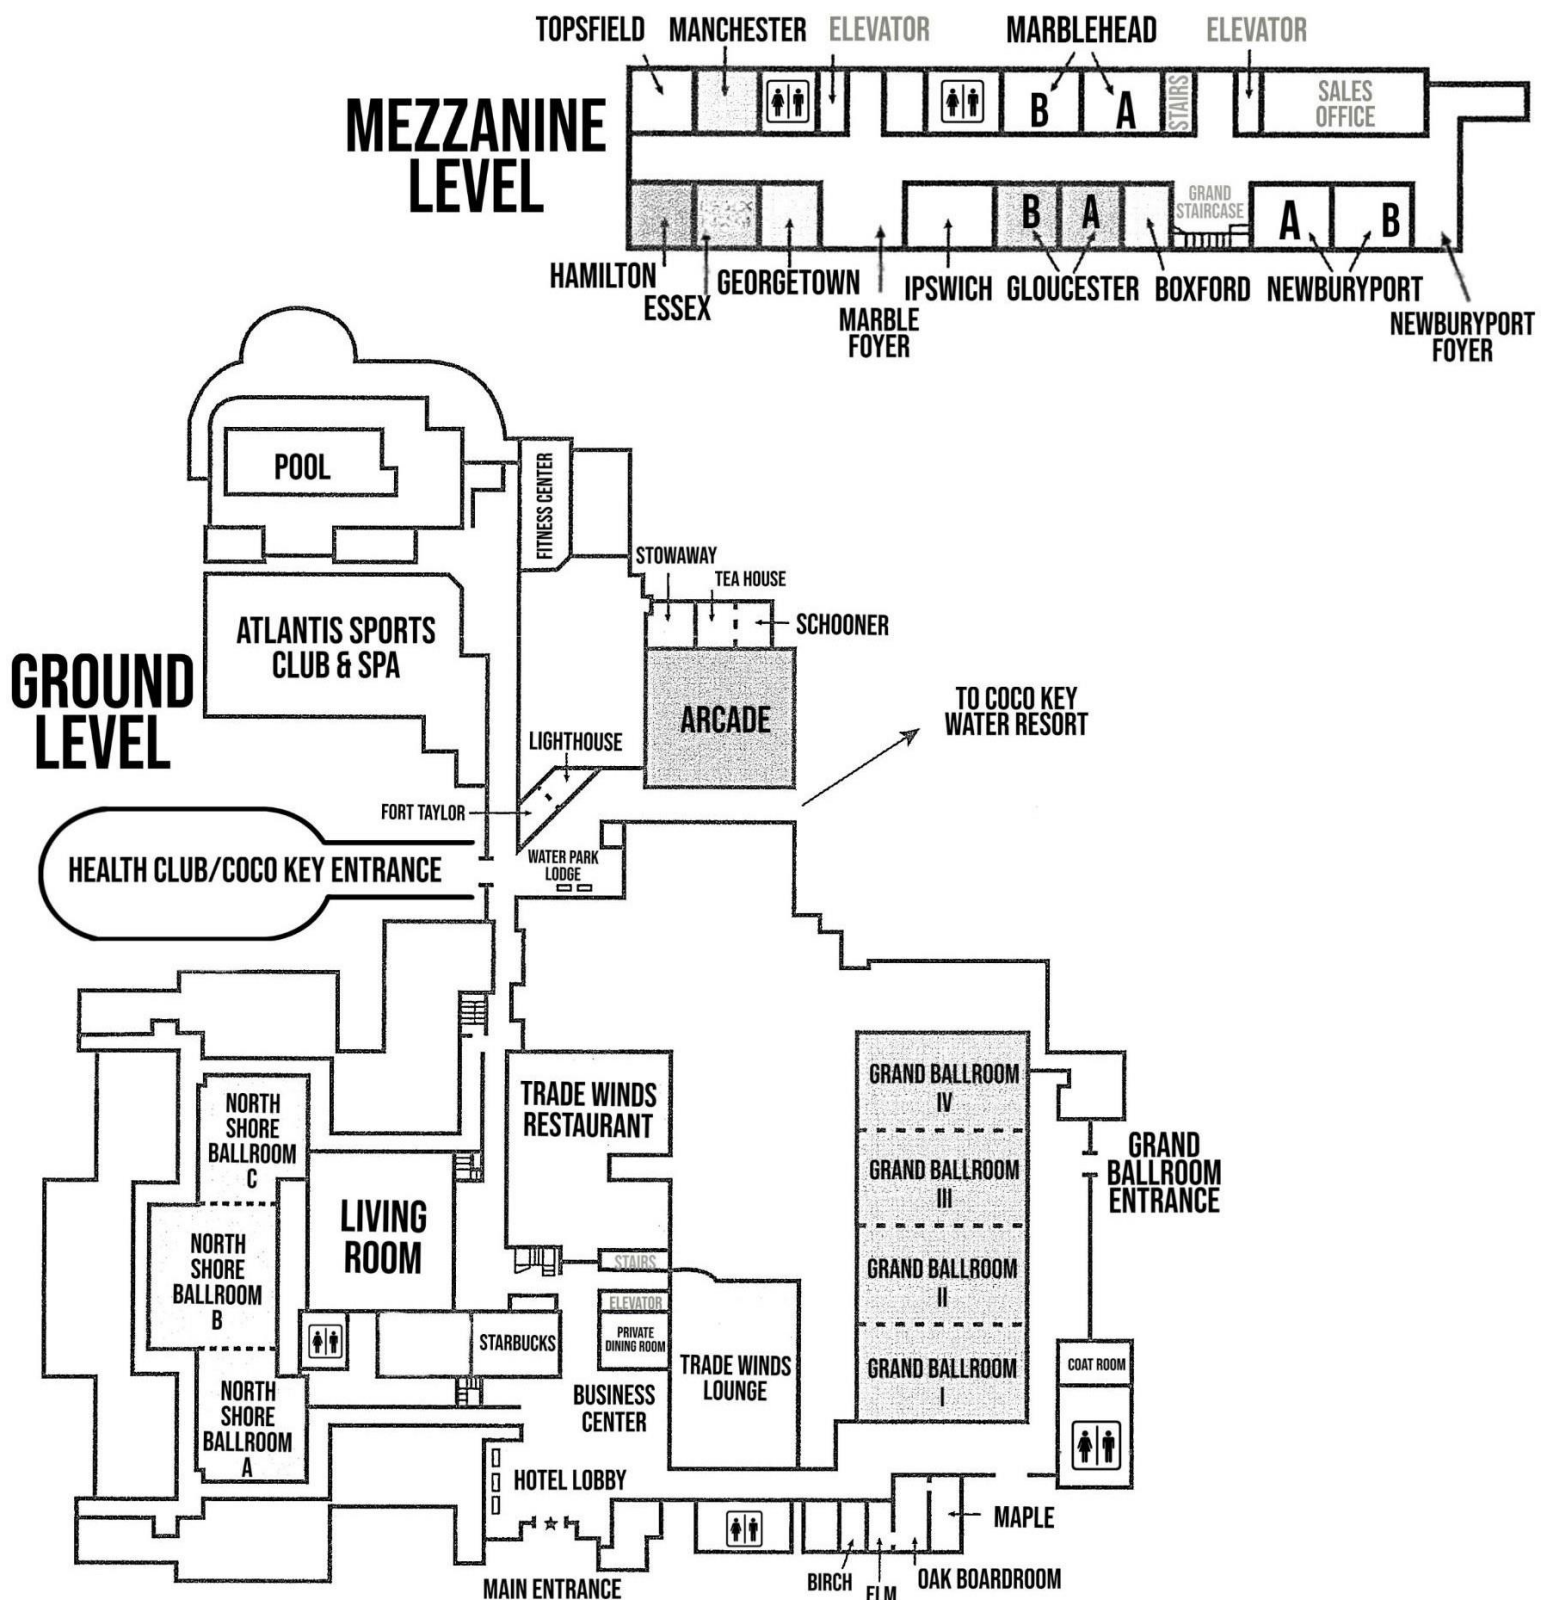 TOPSFIELD MANCHESTER ELEVATOR MARBLEHEAD ELEVATOR
MEZZANINE
LEVEL
B A STAIRS SALES
OFFICE
B A GRAND
STAIRCASE
A B
HAMILTON
ESSEX
GEORGETOWN
MARBLE
FOYER
IPSWICH GLOUCESTER BOXFORD NEWBURYPORT
NEWBURYPORT
FOYER
POOL
FITNESS CENTER
STOWAWAY
TEA HOUSE
SCHOONER
ATLANTIS SPORTS
CLUB & SPA
GROUND
LEVEL
ARCADE
TO COCO KEY
WATER RESORT
LIGHTHOUSE
FORT TAYLOR
WATER PARK
LODGE
HEALTH CLUB/COCO KEY ENTRANCE
TRADE WINDS
RESTAURANT
GRAND BALLROOM
IV
GRAND BALLROOM
III
GRAND BALLROOM
II
GRAND BALLROOM
I
GRAND
BALLROOM
ENTRANCE
NORTH
SHORE
BALLROOM
C
NORTH
SHORE
BALLROOM
B
NORTH
SHORE
BALLROOM
A
LIVING
ROOM
STAIRS
ELEVATOR
PRIVATE
DINING ROOM
STARBUCKS
TRADE WINDS
LOUNGE
COAT ROOM
BUSINESS
CENTER
HOTEL LOBBY
MAPLE
MAIN ENTRANCE
BIRCH
ELM
OAK BOARDROOM